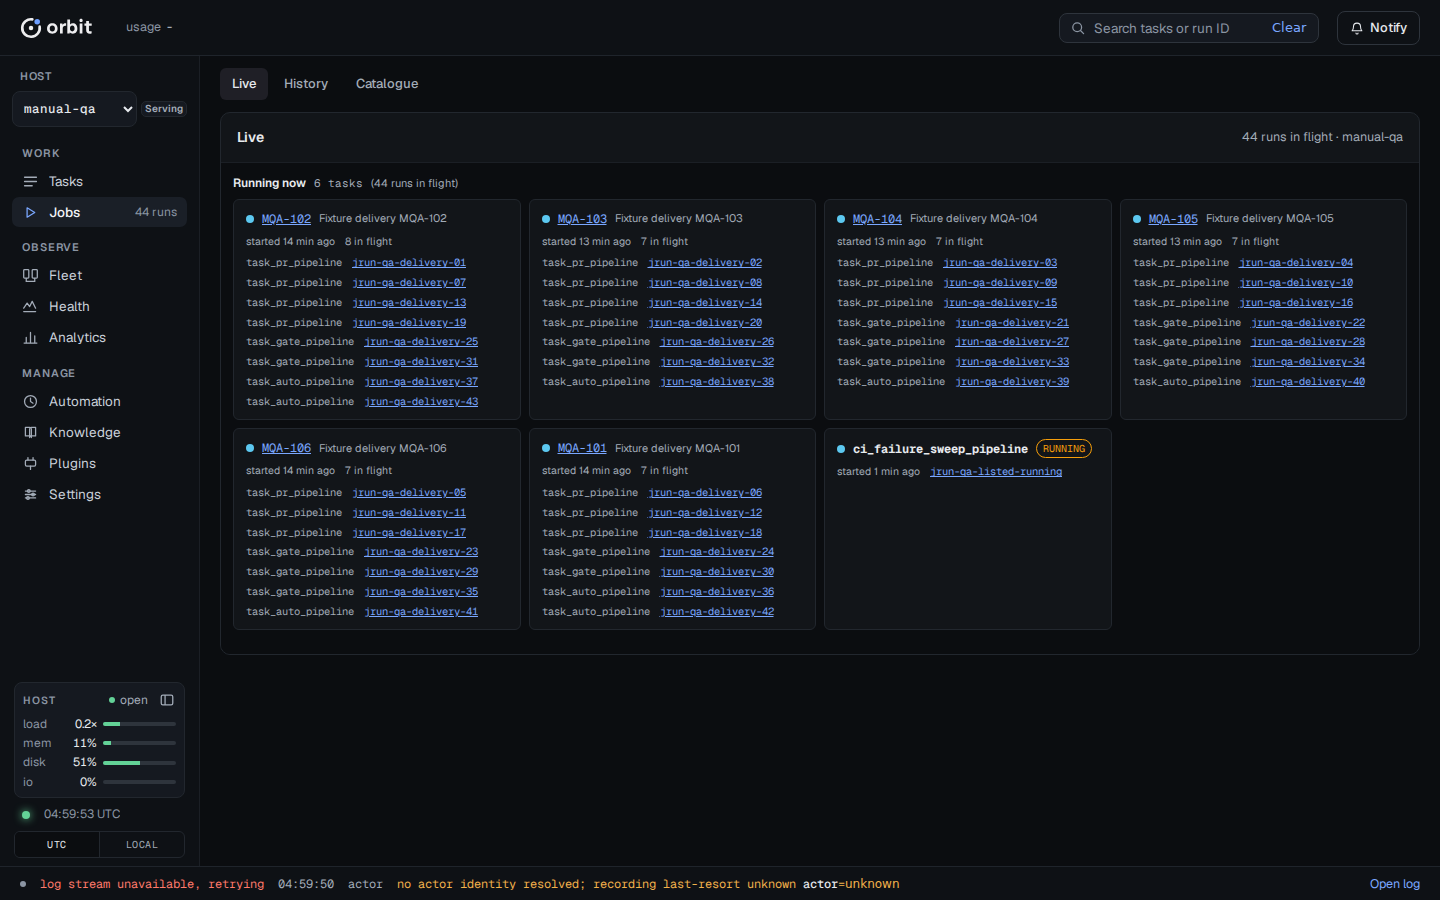 orbit
usage -
Search tasks or run ID Clear
Notify
HOST
manual-qa Serving
WORK
Tasks
Jobs 44 runs
OBSERVE
Fleet
Health
Analytics
MANAGE
Automation
Knowledge
Plugins
Settings
HOST open
load 0.2×
mem 11%
disk 51%
io 0%
04:59:53 UTC
UTC LOCAL
Live History Catalogue
Live 44 runs in flight · manual-qa
Running now 6 tasks (44 runs in flight)
MQA-102 Fixture delivery MQA-102
started 14 min ago 8 in flight
task_pr_pipeline jrun-qa-delivery-01
task_pr_pipeline jrun-qa-delivery-07
task_pr_pipeline jrun-qa-delivery-13
task_pr_pipeline jrun-qa-delivery-19
task_gate_pipeline jrun-qa-delivery-25
task_gate_pipeline jrun-qa-delivery-31
task_auto_pipeline jrun-qa-delivery-37
task_auto_pipeline jrun-qa-delivery-43
MQA-103 Fixture delivery MQA-103
started 13 min ago 7 in flight
task_pr_pipeline jrun-qa-delivery-02
task_pr_pipeline jrun-qa-delivery-08
task_pr_pipeline jrun-qa-delivery-14
task_pr_pipeline jrun-qa-delivery-20
task_gate_pipeline jrun-qa-delivery-26
task_gate_pipeline jrun-qa-delivery-32
task_auto_pipeline jrun-qa-delivery-38
MQA-104 Fixture delivery MQA-104
started 13 min ago 7 in flight
task_pr_pipeline jrun-qa-delivery-03
task_pr_pipeline jrun-qa-delivery-09
task_pr_pipeline jrun-qa-delivery-15
task_gate_pipeline jrun-qa-delivery-21
task_gate_pipeline jrun-qa-delivery-27
task_gate_pipeline jrun-qa-delivery-33
task_auto_pipeline jrun-qa-delivery-39
MQA-105 Fixture delivery MQA-105
started 13 min ago 7 in flight
task_pr_pipeline jrun-qa-delivery-04
task_pr_pipeline jrun-qa-delivery-10
task_pr_pipeline jrun-qa-delivery-16
task_gate_pipeline jrun-qa-delivery-22
task_gate_pipeline jrun-qa-delivery-28
task_gate_pipeline jrun-qa-delivery-34
task_auto_pipeline jrun-qa-delivery-40
MQA-106 Fixture delivery MQA-106
started 14 min ago 7 in flight
task_pr_pipeline jrun-qa-delivery-05
task_pr_pipeline jrun-qa-delivery-11
task_pr_pipeline jrun-qa-delivery-17
task_gate_pipeline jrun-qa-delivery-23
task_gate_pipeline jrun-qa-delivery-29
task_gate_pipeline jrun-qa-delivery-35
task_auto_pipeline jrun-qa-delivery-41
MQA-101 Fixture delivery MQA-101
started 14 min ago 7 in flight
task_pr_pipeline jrun-qa-delivery-06
task_pr_pipeline jrun-qa-delivery-12
task_pr_pipeline jrun-qa-delivery-18
task_gate_pipeline jrun-qa-delivery-24
task_gate_pipeline jrun-qa-delivery-30
task_auto_pipeline jrun-qa-delivery-36
task_auto_pipeline jrun-qa-delivery-42
ci_failure_sweep_pipeline RUNNING
started 1 min ago jrun-qa-listed-running
log stream unavailable, retrying 04:59:50 actor no actor identity resolved; recording last-resort unknown actor=unknown Open log